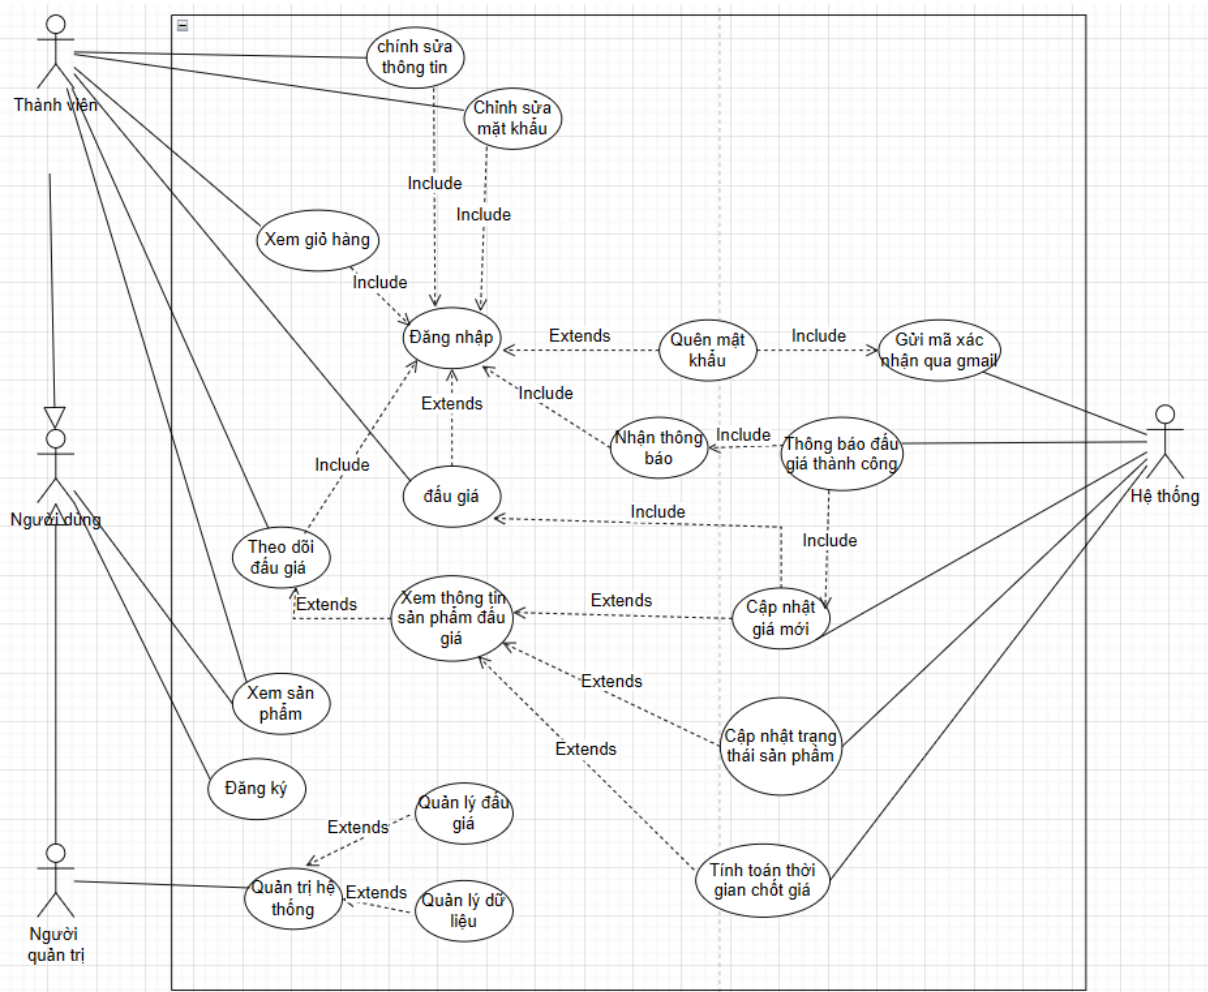 chính sửa
thông tin
Thành viên
Chỉnh sửa
mặt khẩu
Include
Include
Xem giỏ hàng
Include
Đăng nhập
Extends
Quên mật
khẩu
Include
Gửi mã xác
nhận qua gmail
Extends
Include
Nhận thông
báo
Include
Thông báo đấu
giá thành công
Include
đấu giá
Hệ thống
Người dùng
Include
Include
Theo dõi
đấu giá
Extends
Xem thông tin
sản phẩm đấu
giá
Extends
Cập nhật
giá mới
Extends
Xem sản
phẩm
Extends
Cập nhật trạng
thái sản phẩm
Đăng ký
Quản lý đấu
giá
Extends
Tính toán thời
gian chốt giá
Quản trị hệ
thống
Extends
Quản lý dữ
liệu
Người
quản trị